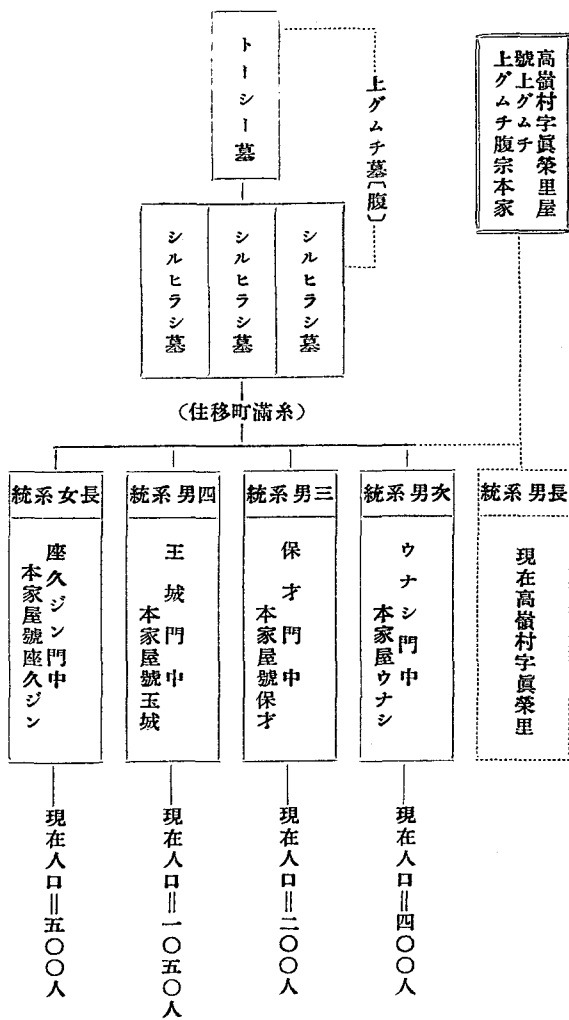 高嶺村字眞榮里屋
號上グムチ
上グムチ腹宗本家
上グムチ墓〔腹〕
トーシー墓
シルヒラシ墓
シルヒラシ墓
シルヒラシ墓
(住移町滿糸)
統系男長
現在高嶺村字眞榮里
統系男次
ウナシ門中
本家屋ウナシ
現在人口=四〇〇人
統系男三
保才門中
本家屋號保才
現在人口=二〇〇人
統系男四
王城門中
本家屋號玉城
現在人口=一〇五〇人
統系女長
座久ジン門中
本家屋號座久ジン
現在人口=五〇〇人